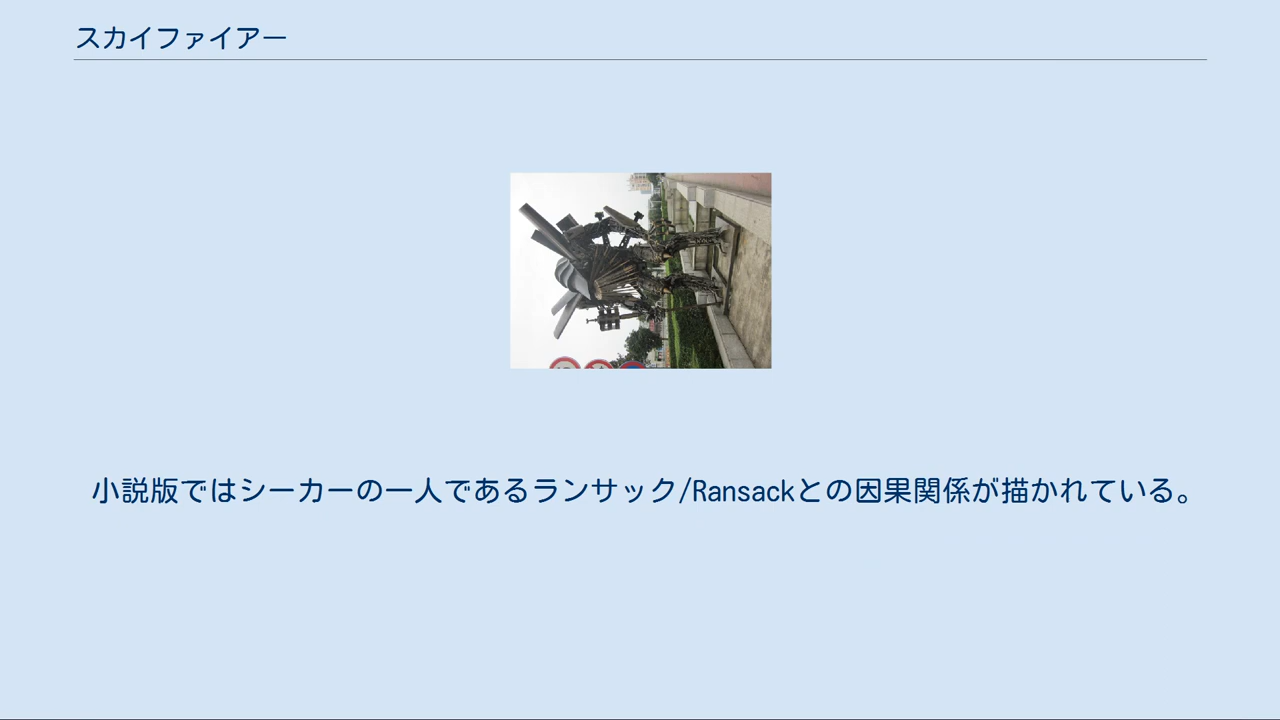 スカイファイアー
小説版ではシーカーの一人であるランサック/Ransackとの因果関係が描かれている。